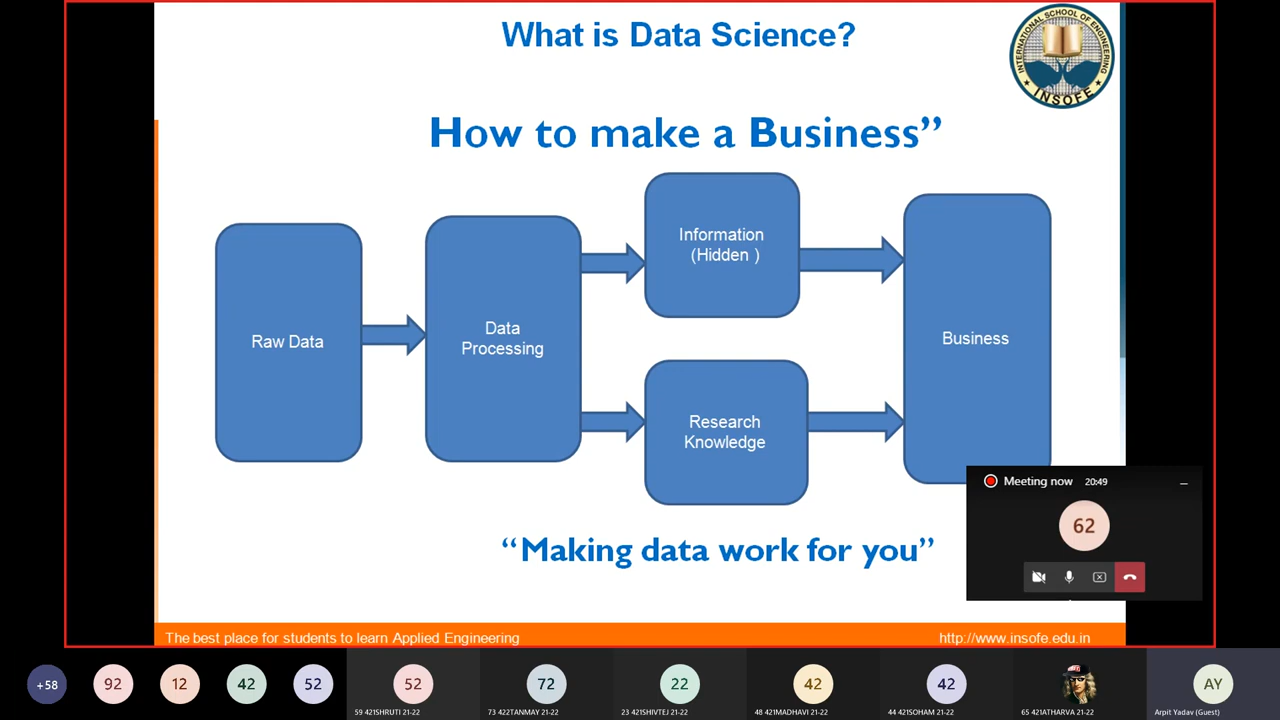 What is Data Science?
INTERNATIONAL SCHOOL OF ENGINEERING
INSOFE
How to make a Business”
Raw Data
Data
Processing
Information
(Hidden )
Research
Knowledge
Business
“Making data work for you”
Meeting now 20:49
62
The best place for students to learn Applied Engineering
http://www.insofe.edu.in
+58
92
12
42
52
52
59 421SHRUTI 21-22
72
73 422TANMAY 21-22
22
23 421SHIVTEJ 21-22
42
48 421MADHAVI 21-22
42
44 421SOHAM 21-22
65 421ATHARVA 21-22
AY
Arpit Yadav (Guest)